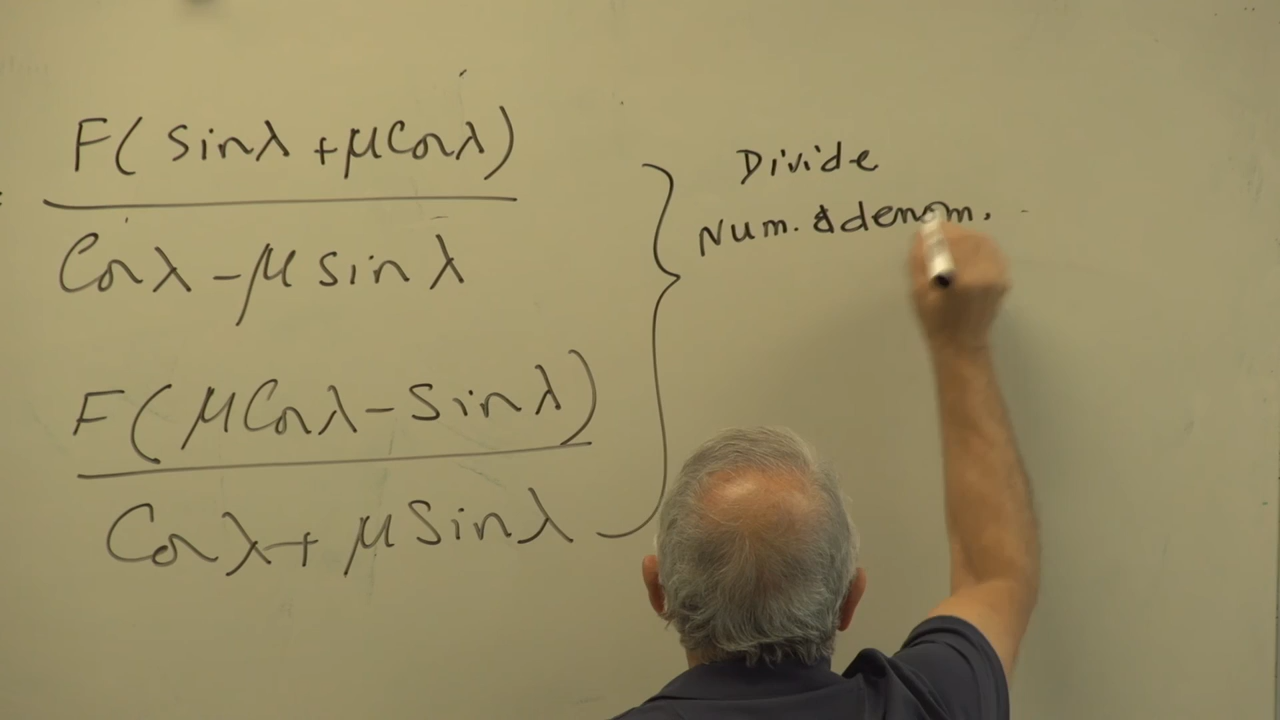 F( sinλ + μCosλ)
Cosλ - μ sin λ
F( μCosλ - Sinλ)
Cosλ + μ Sinλ
Divide
Num. & denom.